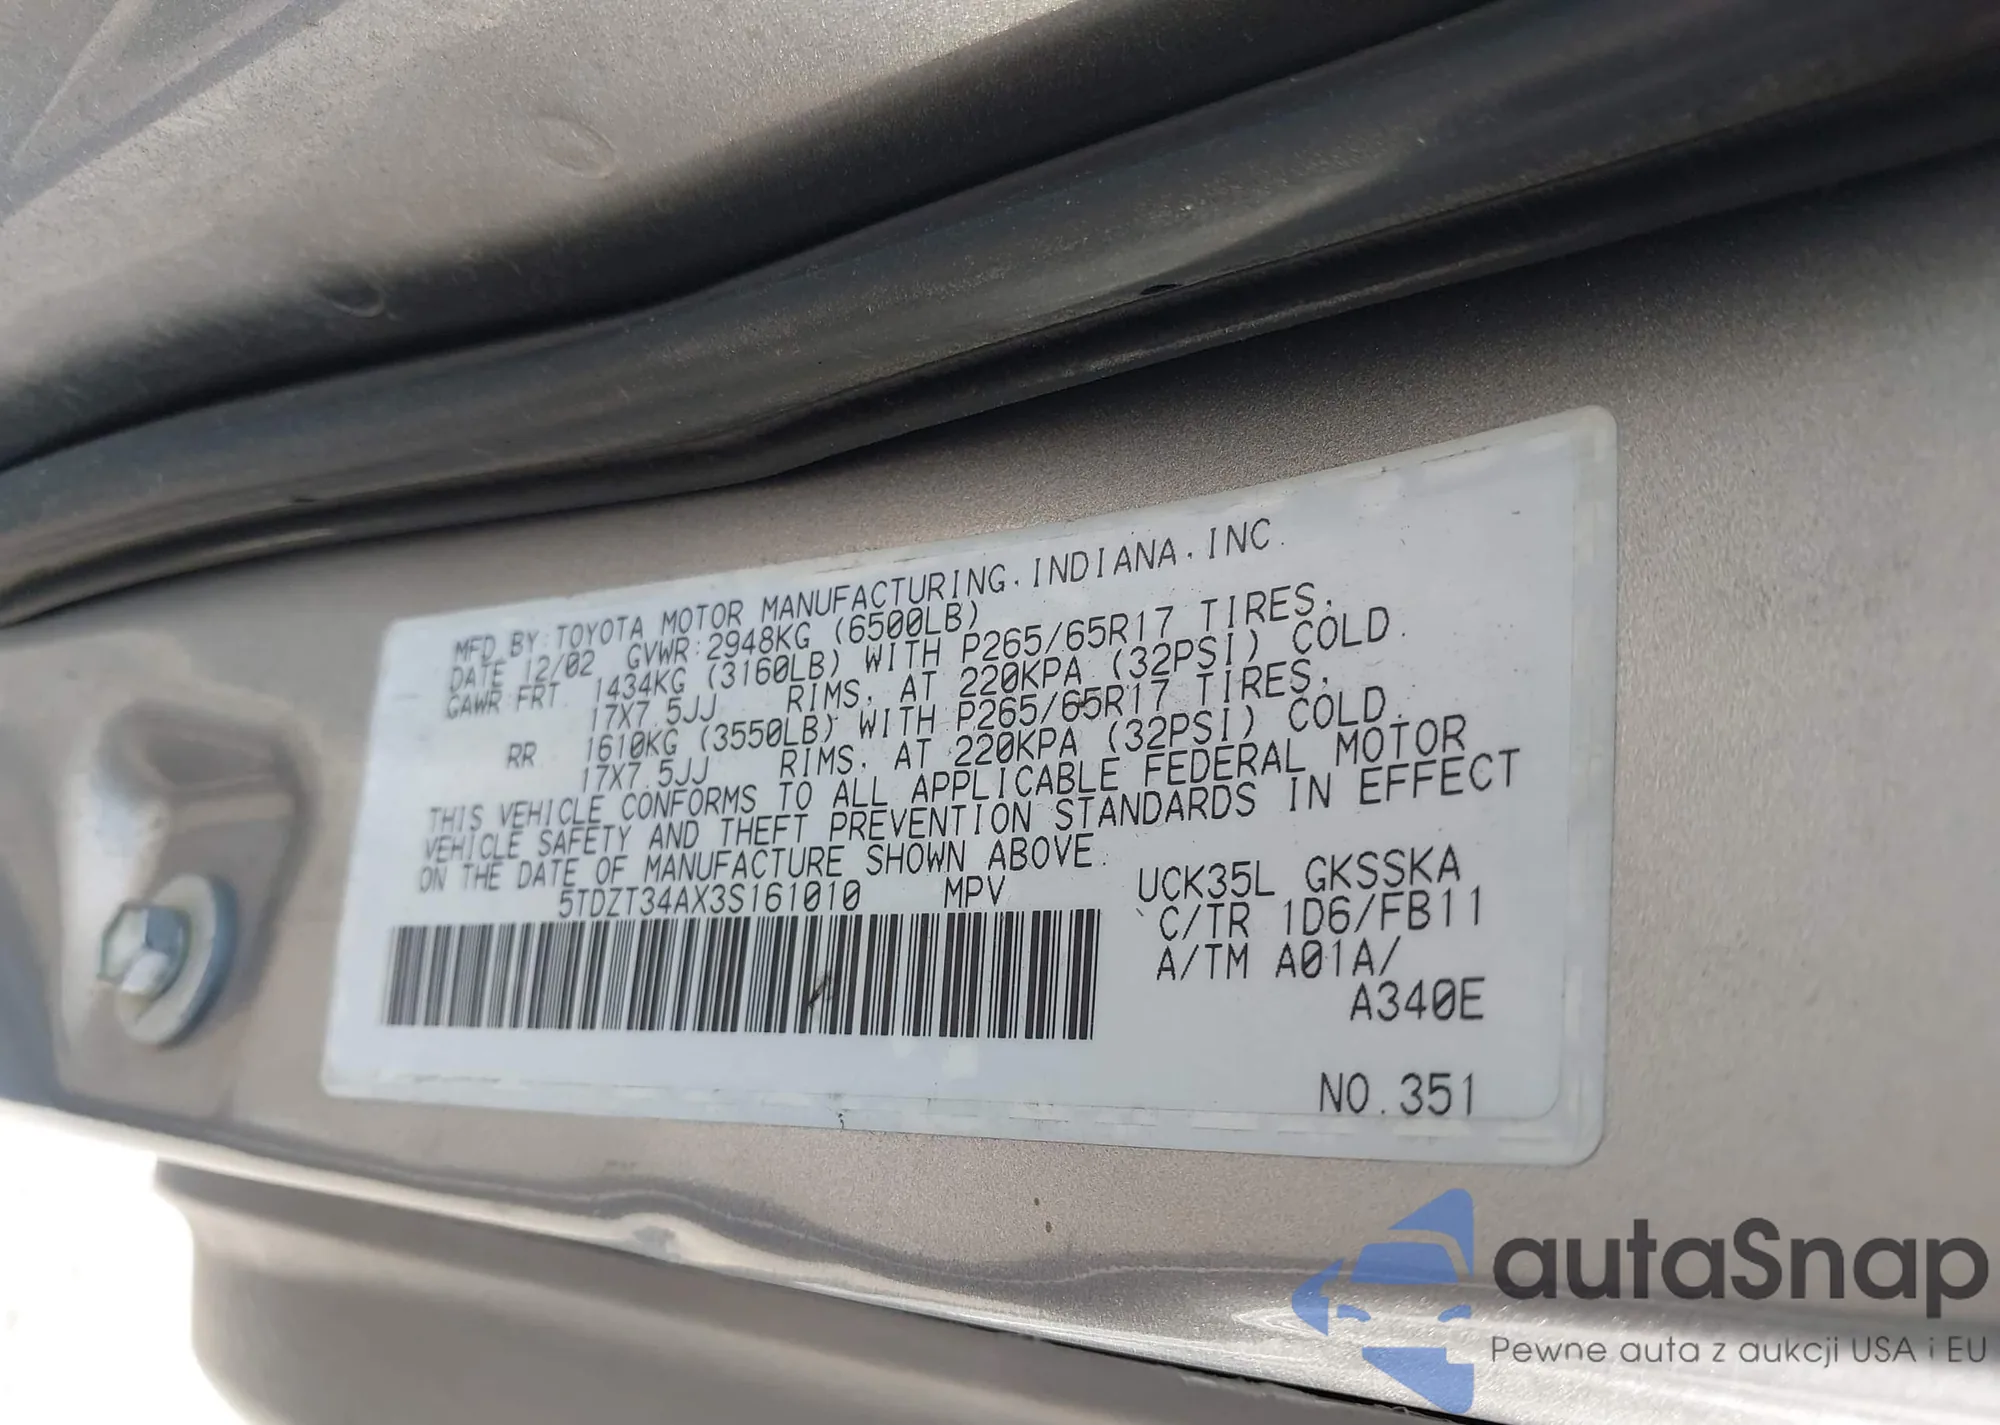 MFD BY:TOYOTA MOTOR MANUFACTURING.INDIANA.INC.
DATE 12/02 GVWR:2948KG (6500LB)
GAWR FRT 1434KG (3160LB) WITH P265/65R17 TIRES,
17X7.5JJ RIMS, AT 220KPA (32PSI) COLD.
RR 1610KG (3550LB) WITH P265/65R17 TIRES,
17X7.5JJ RIMS, AT 220KPA (32PSI) COLD.
THIS VEHICLE CONFORMS TO ALL APPLICABLE FEDERAL MOTOR
VEHICLE SAFETY AND THEFT PREVENTION STANDARDS IN EFFECT
ON THE DATE OF MANUFACTURE SHOWN ABOVE.
5TDZT34AX3S161010 MPV UCK35L GKSSKA
C/TR 1D6/FB11
A/TM A01A/
A340E
NO.351
autaSnap
Pewne auta z aukcji USA i EU